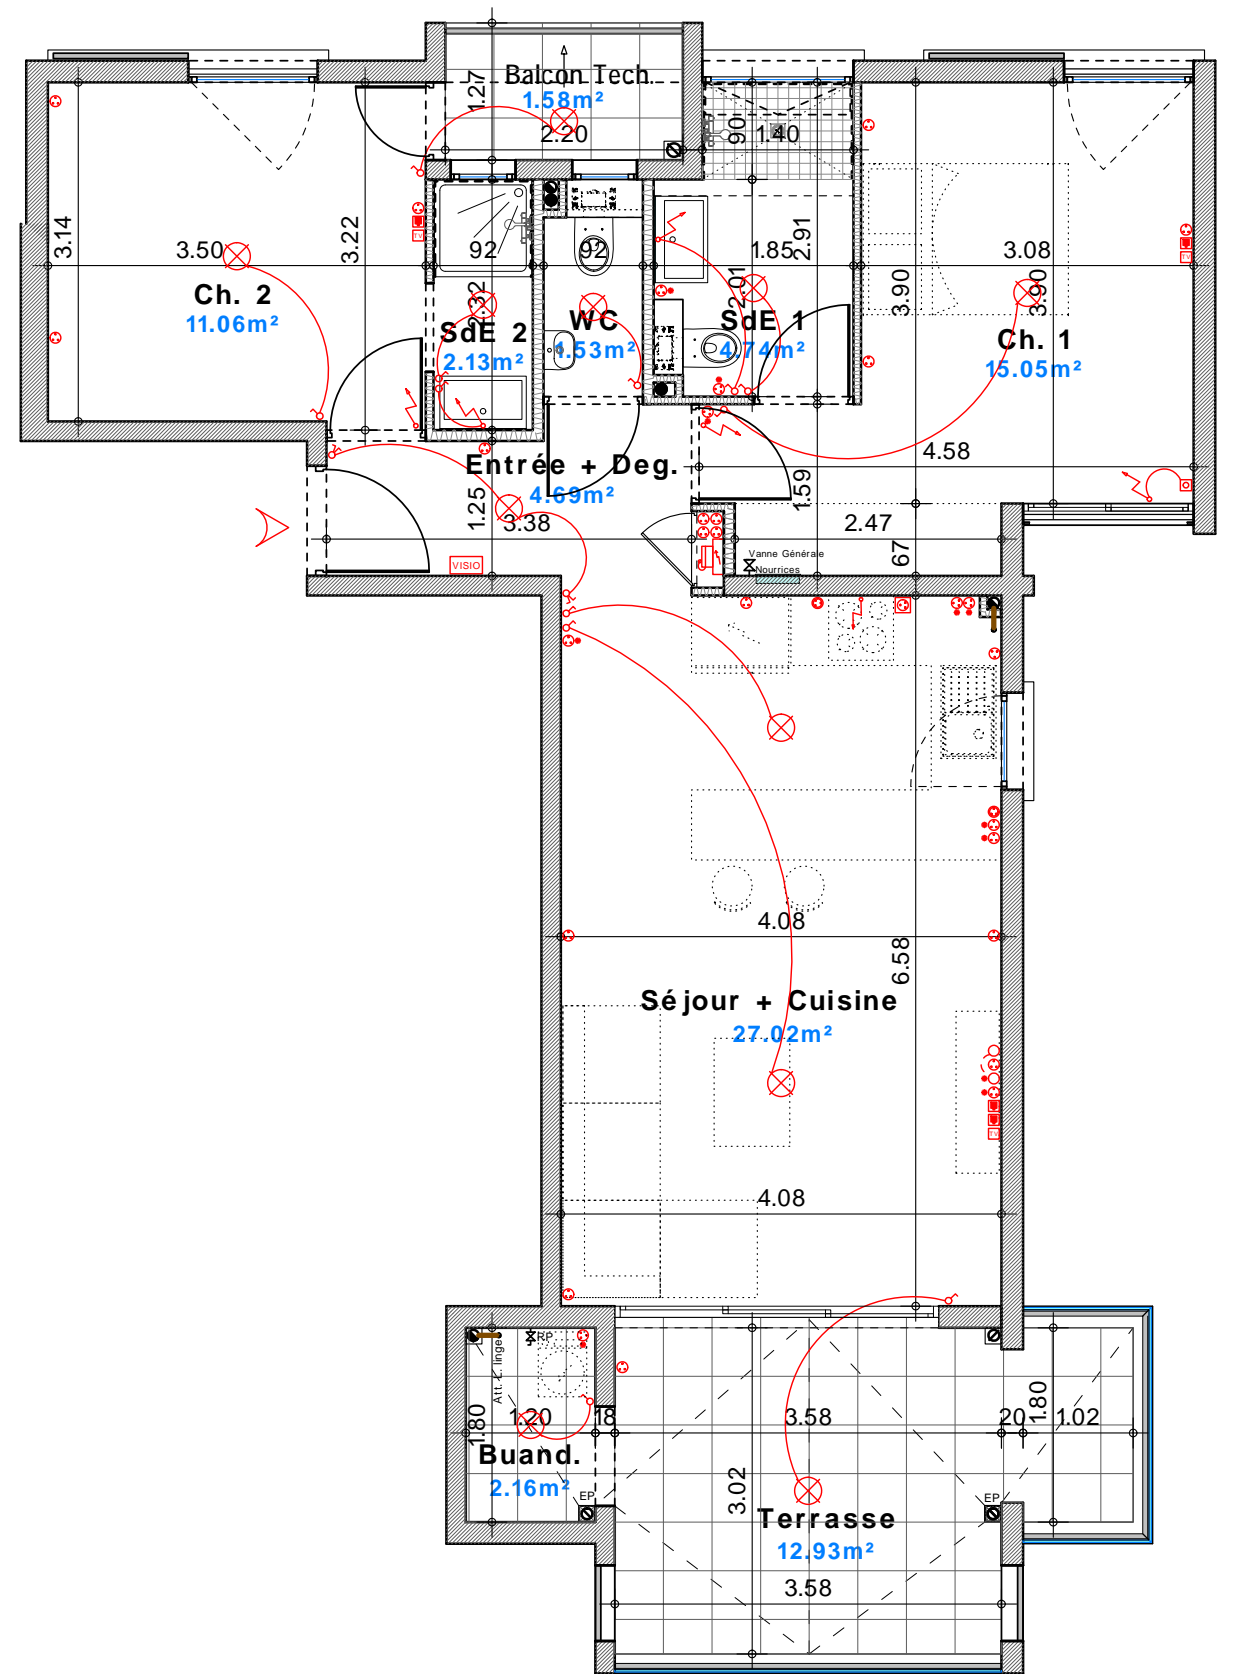 Balcon Tech.
1.58m²
1.27
2.20
90
1.40
3.14
3.50
3.22
92
92
1.85
2.91
3.08
Ch. 2
11.06m²
TV
2.32
SdE 2
2.13m²
WC
1.53m²
2.01
SdE 1
4.74m²
3.90
3.90
Ch. 1
15.05m²
TV
4.58
Entrée + Deg.
4.69m²
1.25
3.38
1.59
2.47
67
VISIO
Vanne Générale
Nourrices
4.08
6.58
Séjour + Cuisine
27.02m²
TV
4.08
RP
Att. L. linge
1.80
1.20
18
3.58
20
1.80
1.02
Buand.
2.16m²
EP
3.02
EP
Terrasse
12.93m²
3.58